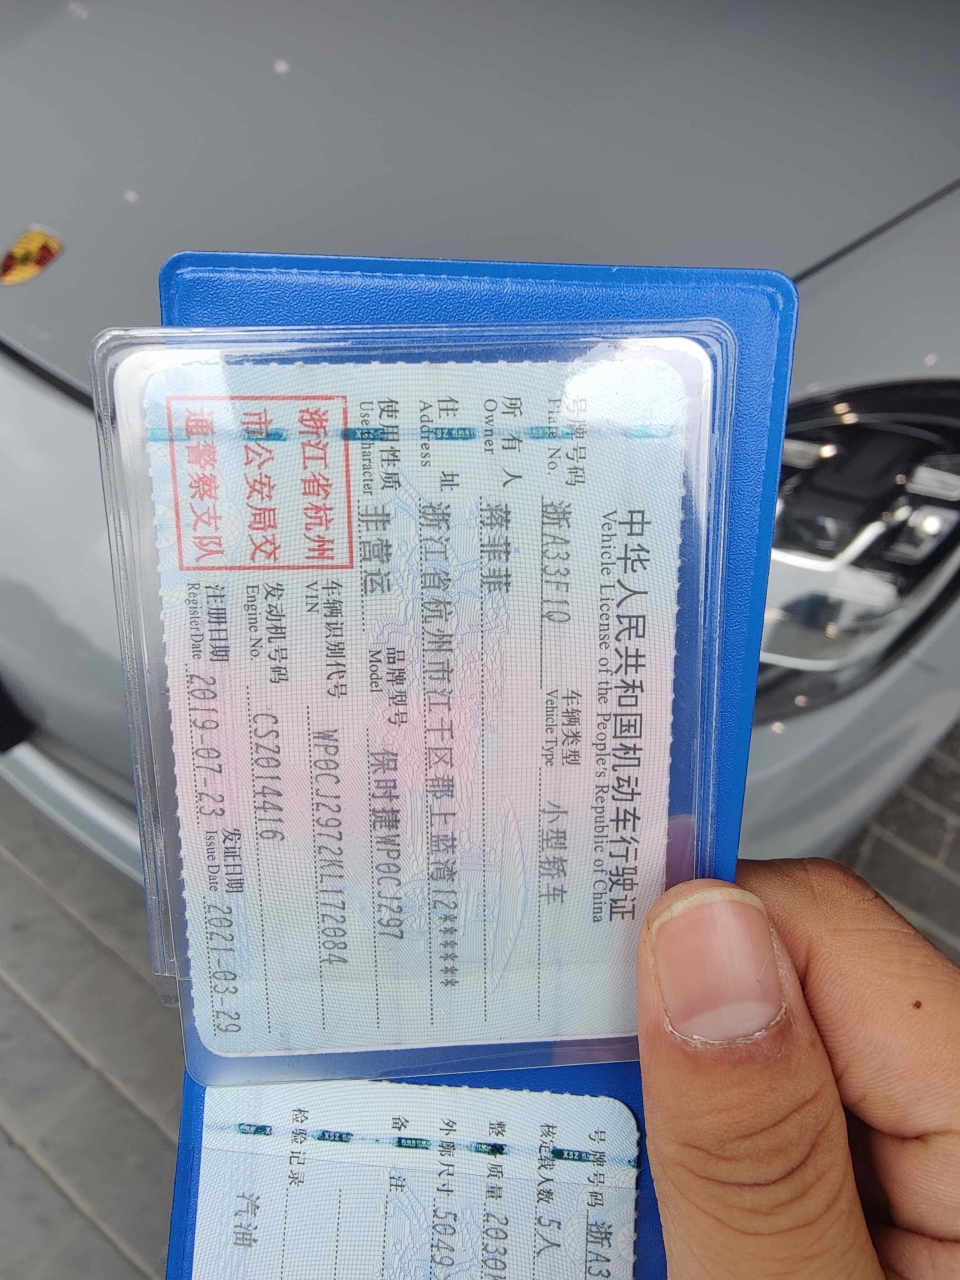 中华人民共和国机动车行驶证
Vehicle License of the People's Republic of China
号牌号码 浙A33F10 车辆类型 小型轿车
Plate No. Vehicle Type
所有人 蒋菲菲
Owner
住址 浙江省杭州市江干区郡上蓝湾12******
Address
使用性质 非营运 品牌型号 保时捷WP0CJ297
Use Character Model
浙江省杭州
市公安局交
通警察支队
车辆识别代号 WP0CJ2972KL172084
VIN
发动机号码 CSZ014416
Engine No.
注册日期 2019-07-23 发证日期 2021-03-29
Register Date Issue Date
号牌号码 浙A3
核定载人数 5人
整备质量 2030
外廓尺寸 5049
备注
检验记录
汽油